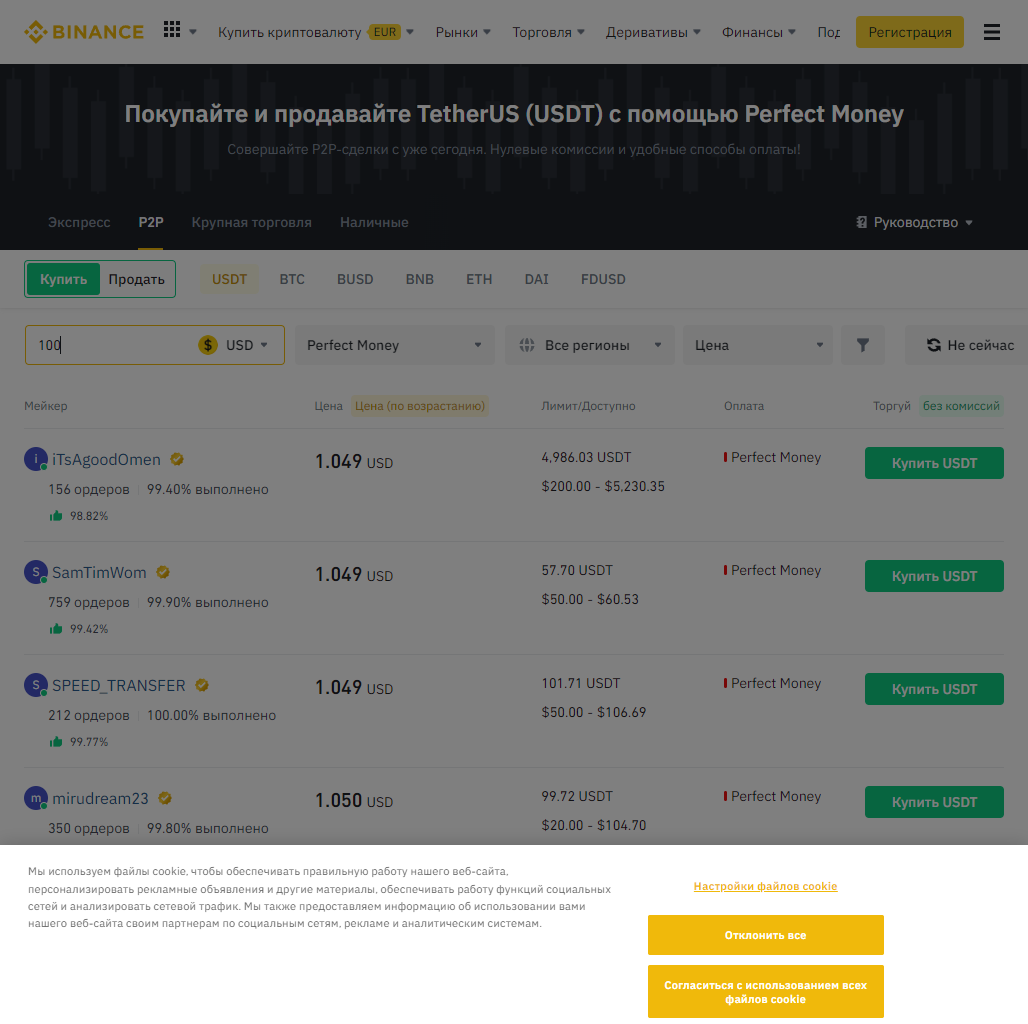 BINANCE Купить криптовалюту EUR Рынки Торговля Деривативы Финансы Под Регистрация
Покупайте и продавайте TetherUS (USDT) с помощью Perfect Money
Совершайте P2P-сделки с уже сегодня. Нулевые комиссии и удобные способы оплаты!
Экспресс P2P Крупная торговля Наличные Руководство
Купить Продать USDT BTC BUSD BNB ETH DAI FDUSD
100 $ USD Perfect Money Все регионы Цена Не сейчас
Мейкер Цена Цена (по возрастанию) Лимит/Доступно Оплата Торгуй без комиссий
i iTsAgoodOmen 1.049 USD 4,986.03 USDT Perfect Money Купить USDT
156 ордеров 99.40% выполнено $200.00 - $5,230.35
98.82%
S SamTimWom 1.049 USD 57.70 USDT Perfect Money Купить USDT
759 ордеров 99.90% выполнено $50.00 - $60.53
99.42%
S SPEED_TRANSFER 1.049 USD 101.71 USDT Perfect Money Купить USDT
212 ордеров 100.00% выполнено $50.00 - $106.69
99.77%
m mirudream23 1.050 USD 99.72 USDT Perfect Money Купить USDT
350 ордеров 99.80% выполнено $20.00 - $104.70
Мы используем файлы cookie, чтобы обеспечивать правильную работу нашего веб-сайта,
персонализировать рекламные объявления и другие материалы, обеспечивать работу функций социальных
сетей и анализировать сетевой трафик. Мы также предоставляем информацию об использовании вами
нашего веб-сайта своим партнерам по социальным сетям, рекламе и аналитическим системам.
Настройки файлов cookie
Отклонить все
Согласиться с использованием всех
файлов cookie